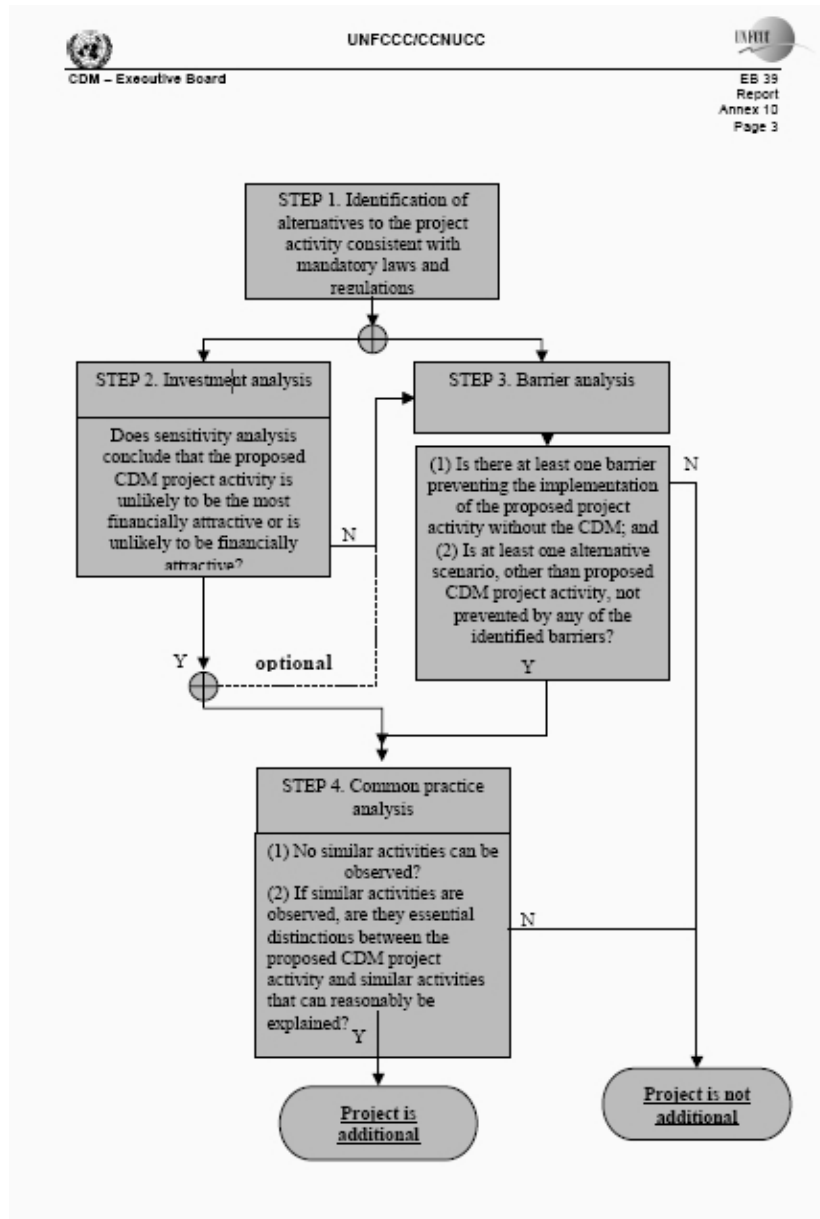 UNFCCC/CCNUCC
UNFCCC
CDM – Executive Board
EB 39
Report
Annex 10
Page 3
STEP 1. Identification of
alternatives to the project
activity consistent with
mandatory laws and
regulations
STEP 2. Investment analysis
Does sensitivity analysis
conclude that the proposed
CDM project activity is
unlikely to be the most
financially attractive or is
unlikely to be financially
attractive?
N
Y
optional
STEP 3. Barrier analysis
(1) Is there at least one barrier
preventing the implementation
of the proposed project
activity without the CDM; and
(2) Is at least one alternative
scenario, other than proposed
CDM project activity, not
prevented by any of the
identified barriers?
Y
N
STEP 4. Common practice
analysis
(1) No similar activities can be
observed?
(2) If similar activities are
observed, are they essential
distinctions between the
proposed CDM project
activity and similar activities
that can reasonably be
explained?
Y
N
Project is
additional
Project is not
additional